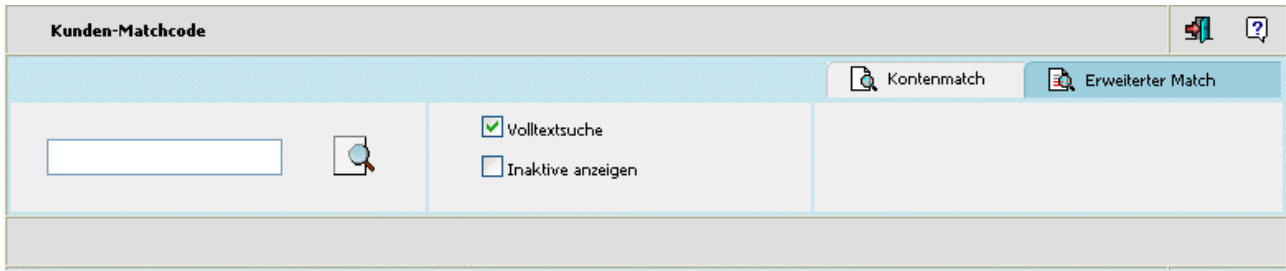 Kunden-Matchcode
?
Kontenmatch
Erweiterter Match
Volltextsuche
Inaktive anzeigen